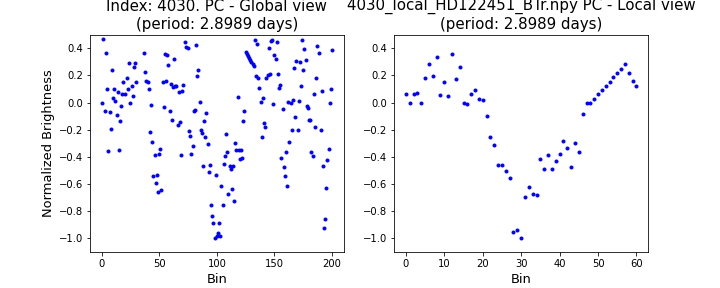 Index: 4030. PC - Global view
(period: 2.8989 days)
4030_local_HD122451_BTr.npy PC - Local view
(period: 2.8989 days)
Normalized Brightness
0.4
0.2
0.0
−0.2
−0.4
−0.6
−0.8
−1.0
0 50 100 150 200
Bin
0.4
0.2
0.0
−0.2
−0.4
−0.6
−0.8
−1.0
0 10 20 30 40 50 60
Bin